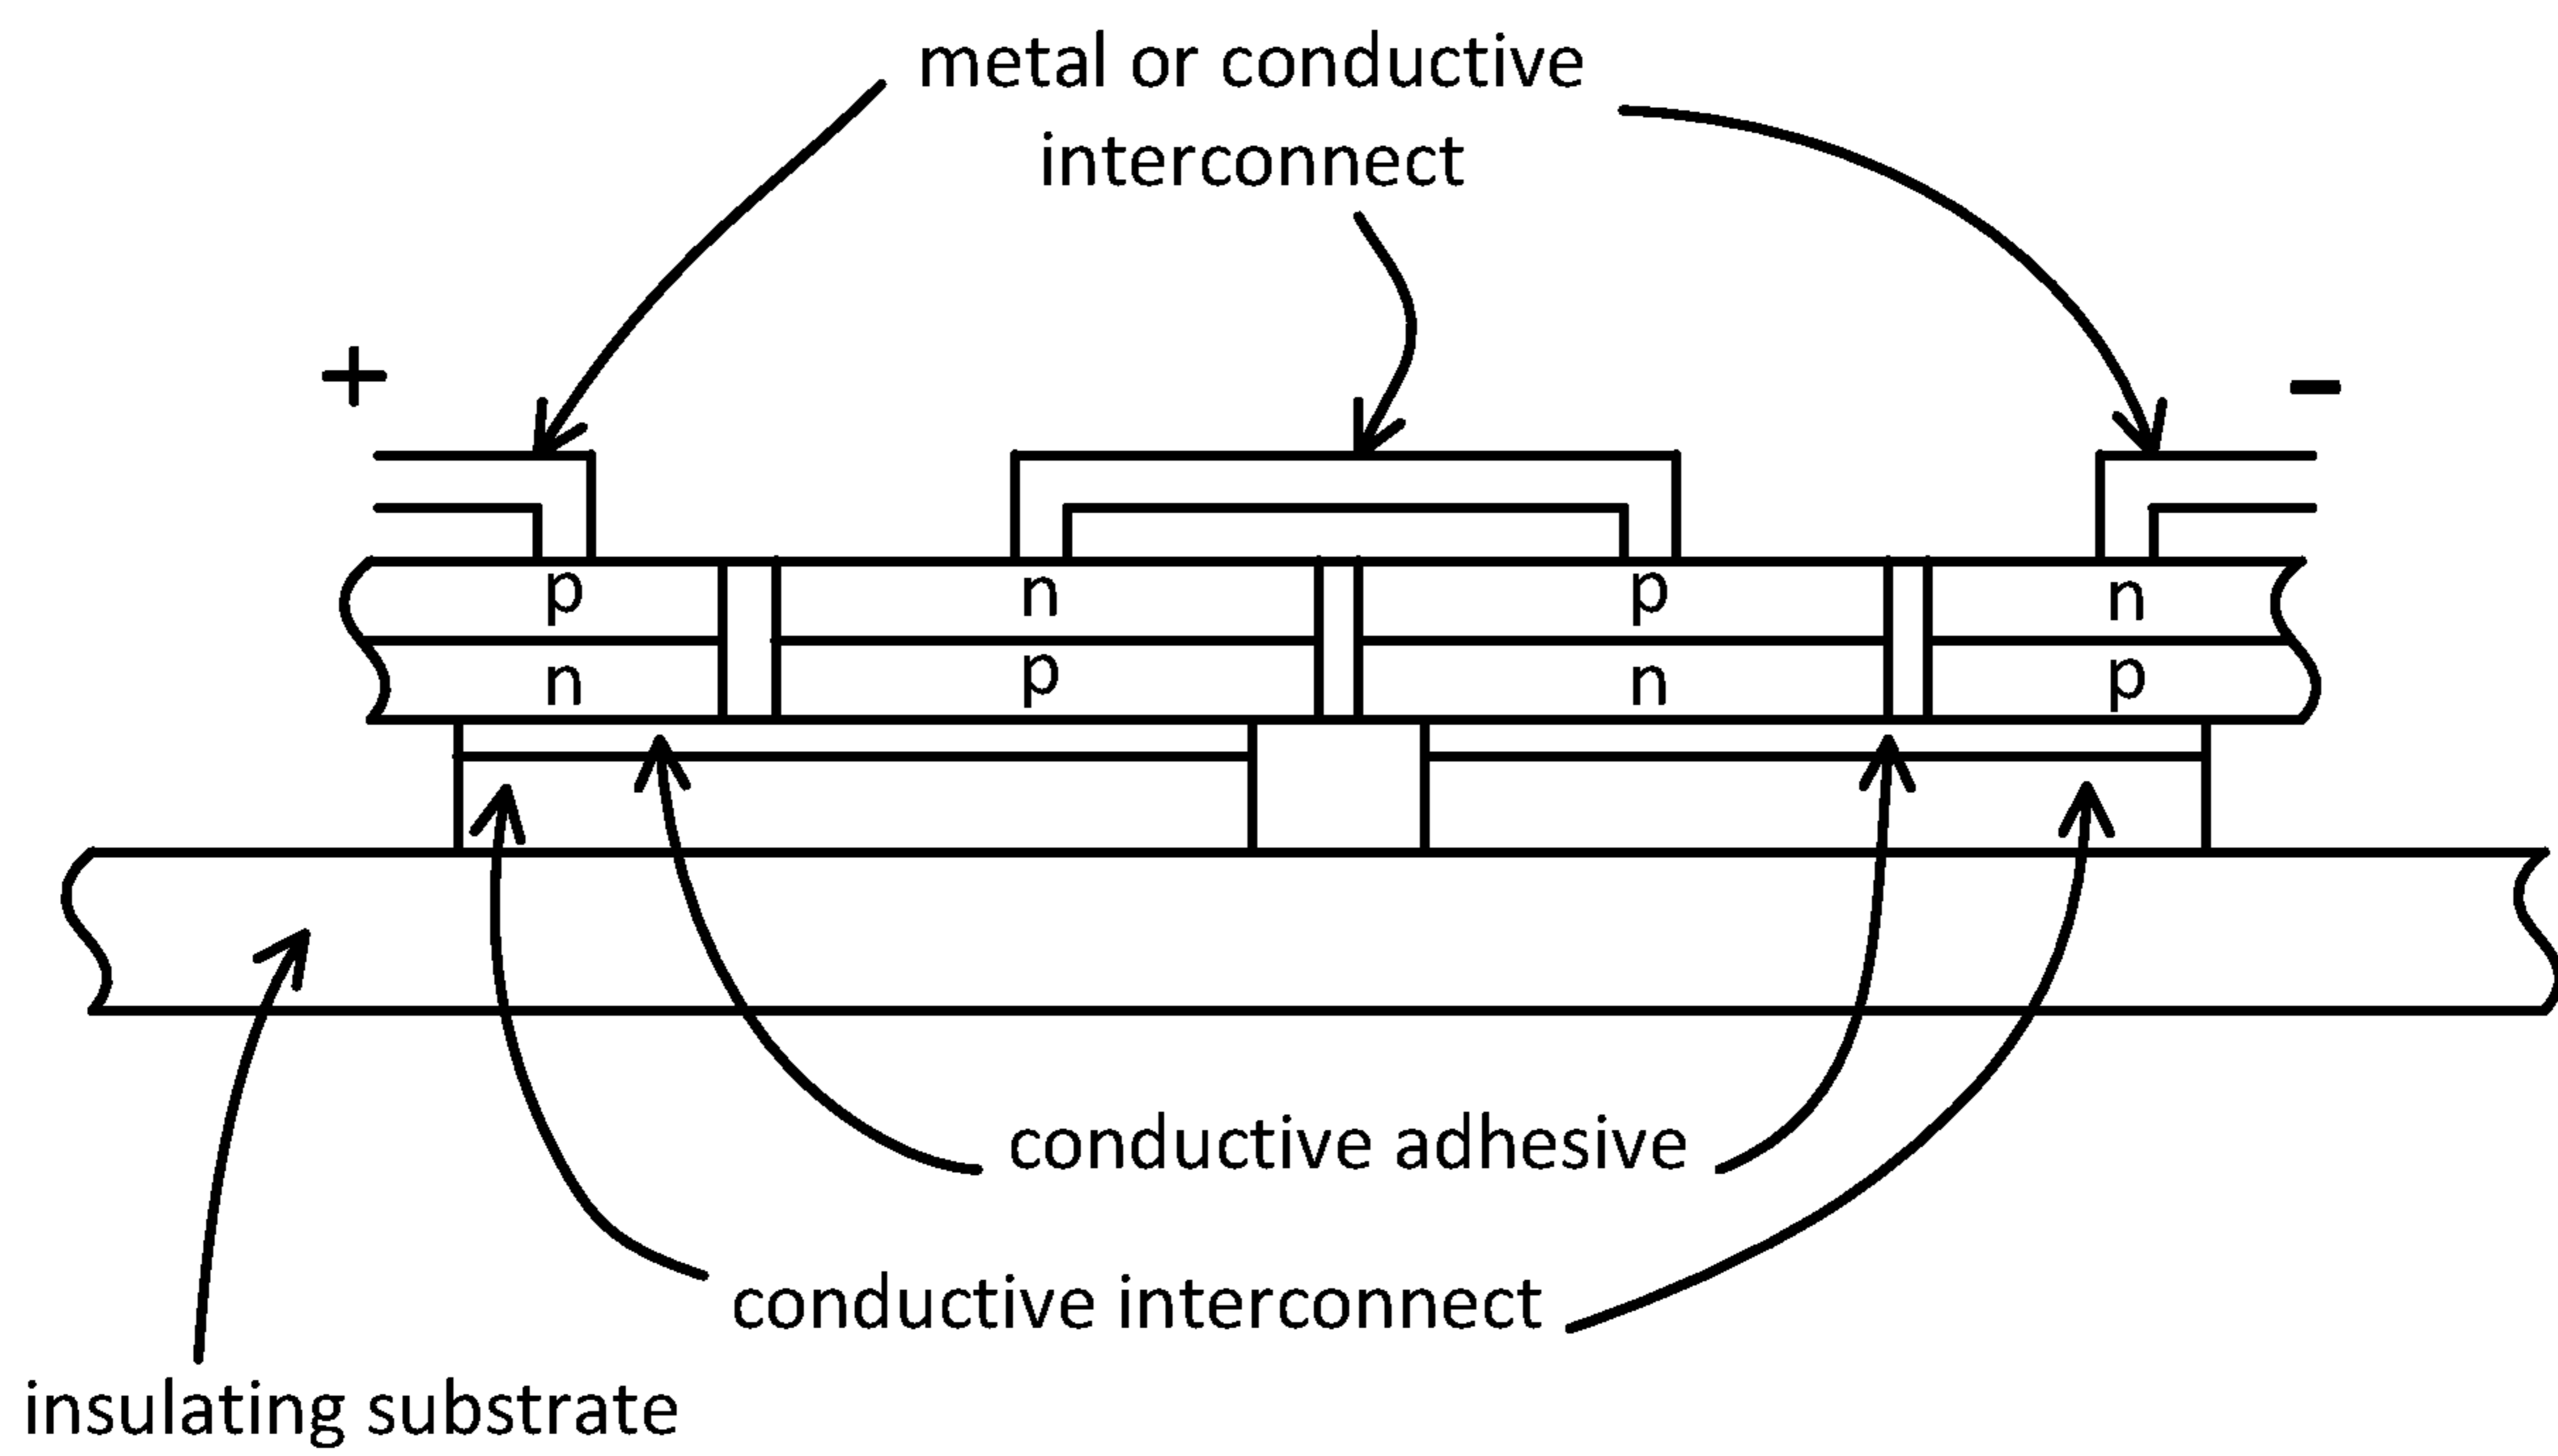 metal or conductive
interconnect
+
-
p
n
p
n
n
p
n
p
conductive adhesive
conductive interconnect
insulating substrate